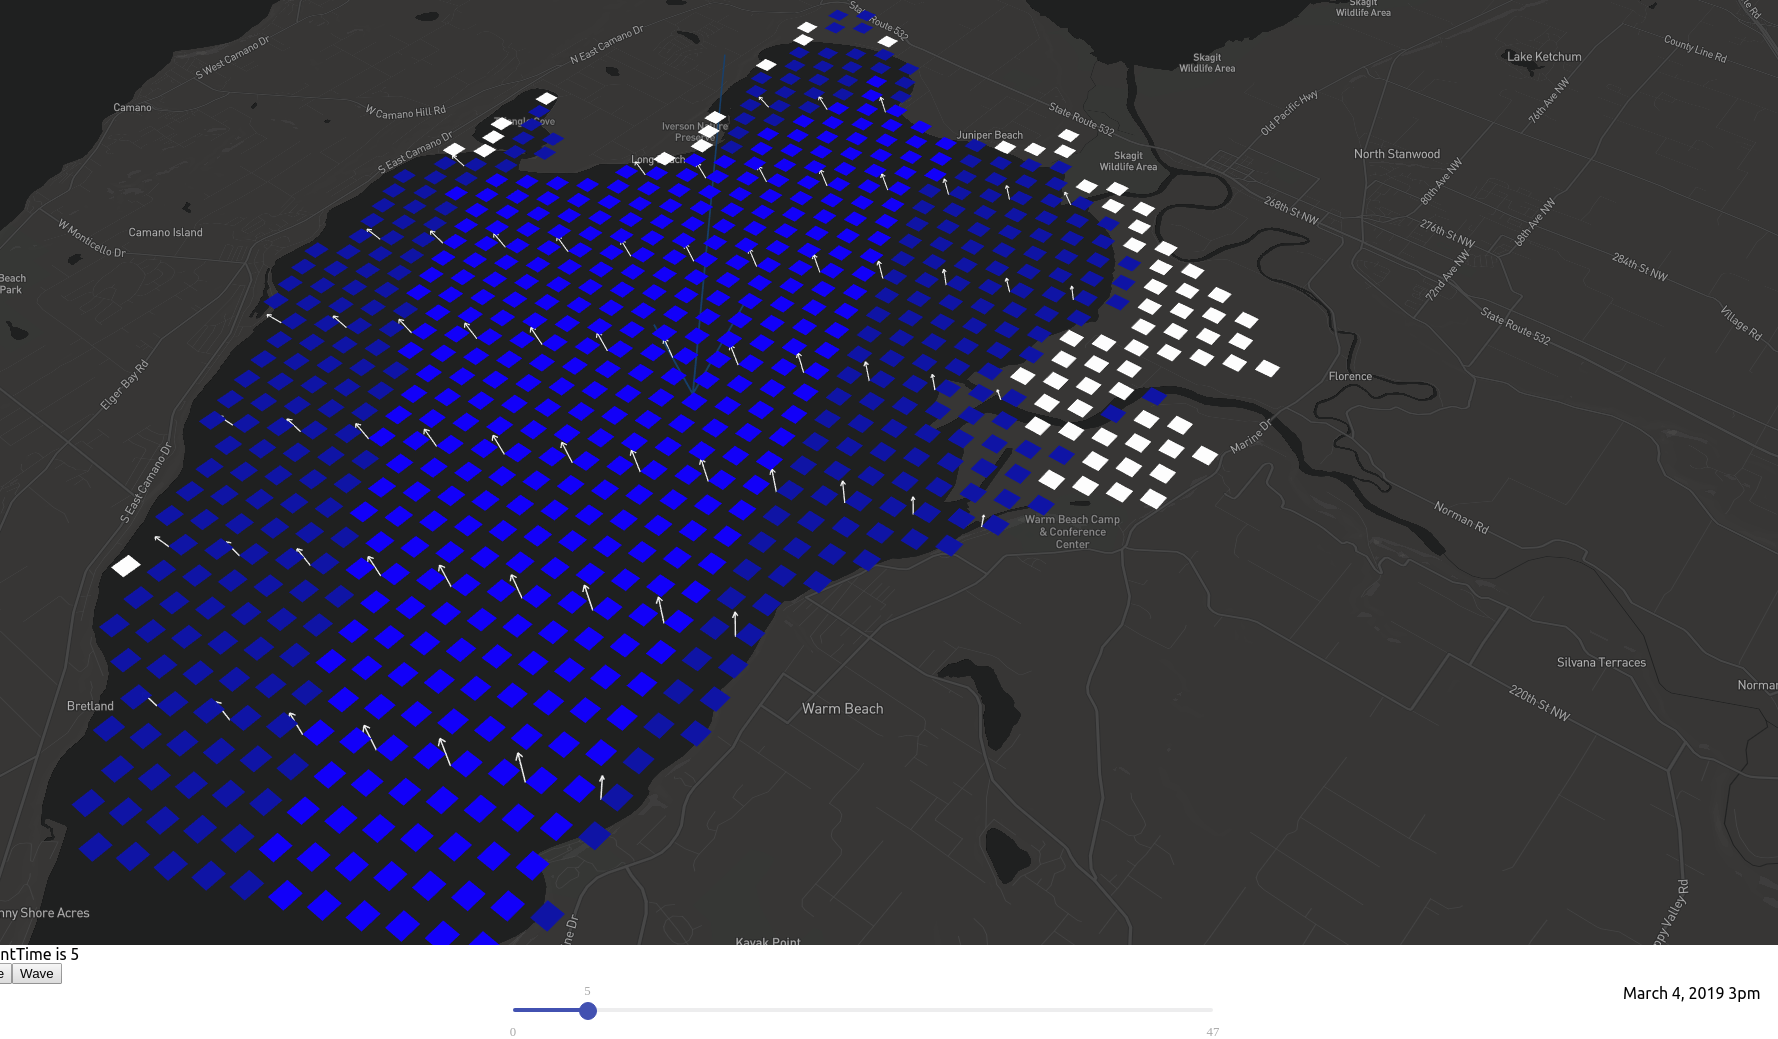 State Route 532
Skagit
Wildlife Area
N East Camano Dr
S West Camano Dr
County Line Rd
Lake Ketchum
Skagit
Wildlife Area
76th Ave NW
Camano
W Camano Hill Rd
Old Pacific Hwy
State Route 532
Iverson Nature
Preserve
Juniper Beach
S East Camano Dr
Long Beach
Skagit
Wildlife Area
North Stanwood
80th Ave NW
268th St NW
68th Ave NW
276th St NW
Camano Island
W Monticello Dr
284th St NW
Beach
Park
72nd Ave NW
State Route 532
Village Rd
Elger Bay Rd
Florence
Marine Dr
S East Camano Dr
Norman Rd
Warm Beach Camp
& Conference
Center
Silvana Terraces
Norman
220th St NW
Bretland
Warm Beach
nny Shore Acres
ppy Valley Rd
ne Dr
Kayak Point
ntTime is 5
e
Wave
5
March 4, 2019 3pm
0
47